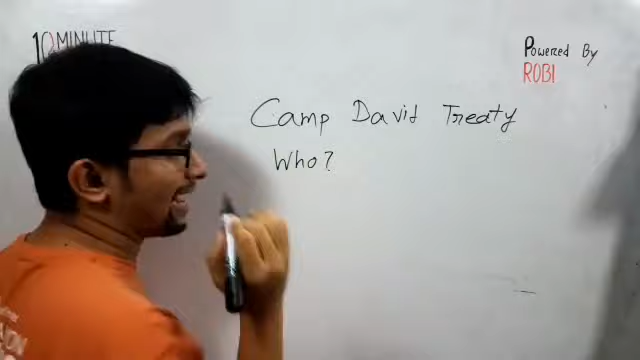 10 MINUTE
Powered By
ROBI
Camp David Treaty
Who?